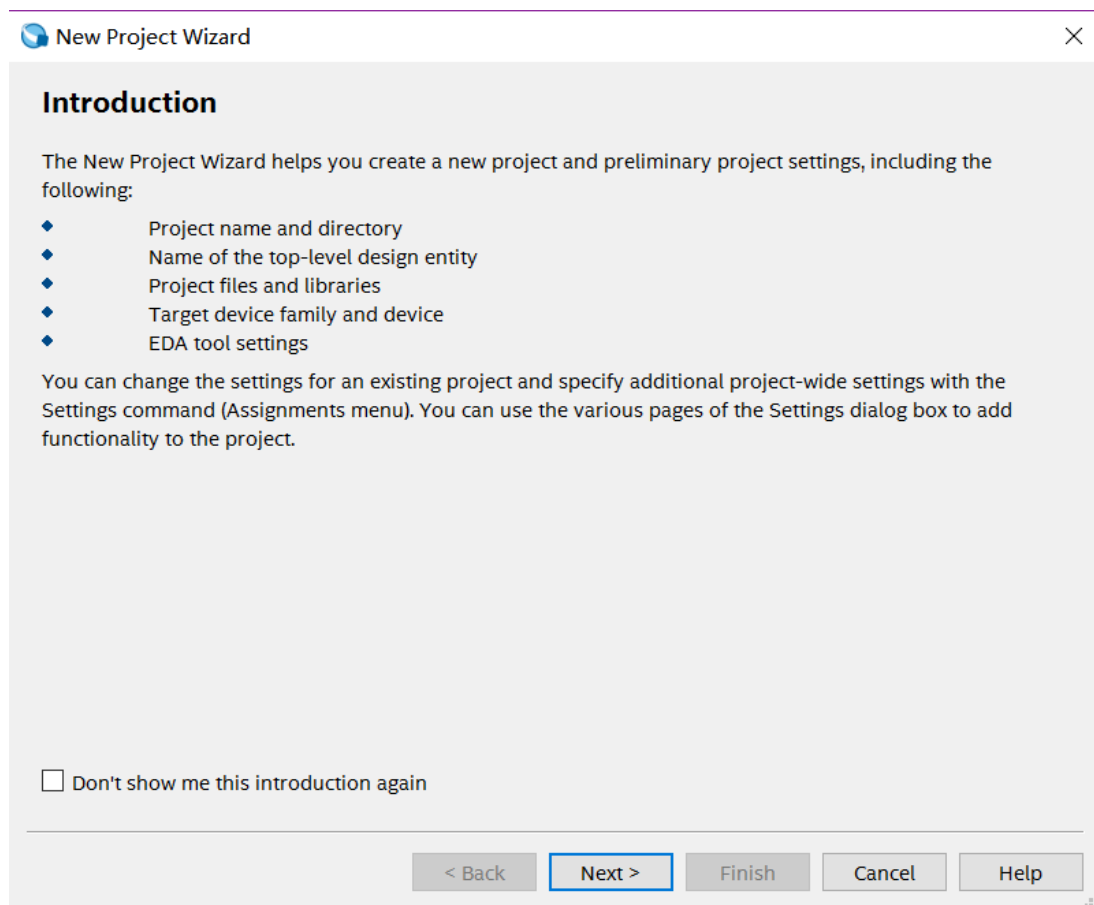 New Project Wizard
Introduction
The New Project Wizard helps you create a new project and preliminary project settings, including the
following:
Project name and directory
Name of the top-level design entity
Project files and libraries
Target device family and device
EDA tool settings
You can change the settings for an existing project and specify additional project-wide settings with the
Settings command (Assignments menu). You can use the various pages of the Settings dialog box to add
functionality to the project.
Don't show me this introduction again
< Back Next > Finish Cancel Help